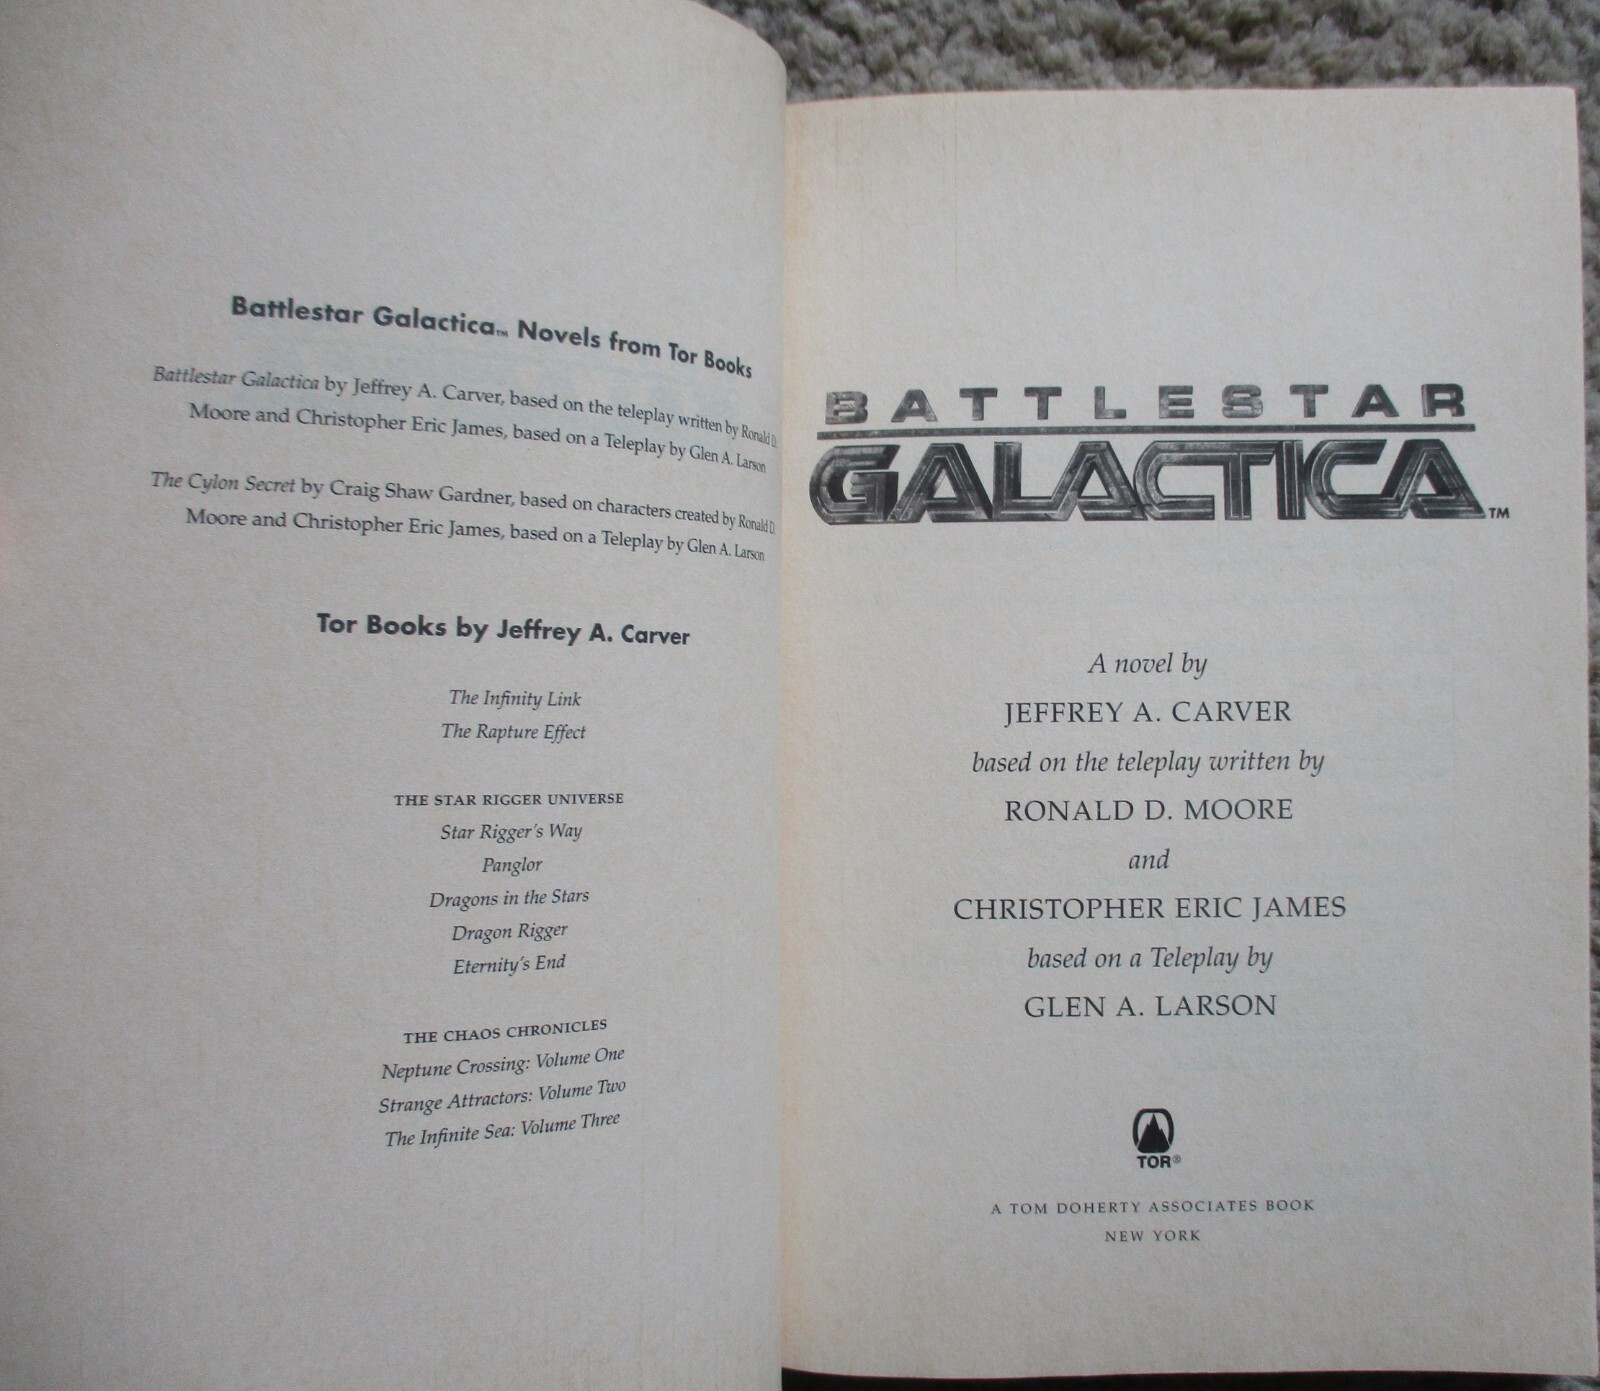 Battlestar Galactica™ Novels from Tor Books
Battlestar Galactica by Jeffrey A. Carver, based on the teleplay written by Ronald D.
Moore and Christopher Eric James, based on a Teleplay by Glen A. Larson
The Cylon Secret by Craig Shaw Gardner, based on characters created by Ronald D.
Moore and Christopher Eric James, based on a Teleplay by Glen A. Larson
Tor Books by Jeffrey A. Carver
The Infinity Link
The Rapture Effect
THE STAR RIGGER UNIVERSE
Star Rigger's Way
Panglor
Dragons in the Stars
Dragon Rigger
Eternity's End
THE CHAOS CHRONICLES
Neptune Crossing: Volume One
Strange Attractors: Volume Two
The Infinite Sea: Volume Three
BATTLESTAR
GALACTICA™
A novel by
JEFFREY A. CARVER
based on the teleplay written by
RONALD D. MOORE
and
CHRISTOPHER ERIC JAMES
based on a Teleplay by
GLEN A. LARSON
TOR®
A TOM DOHERTY ASSOCIATES BOOK
NEW YORK